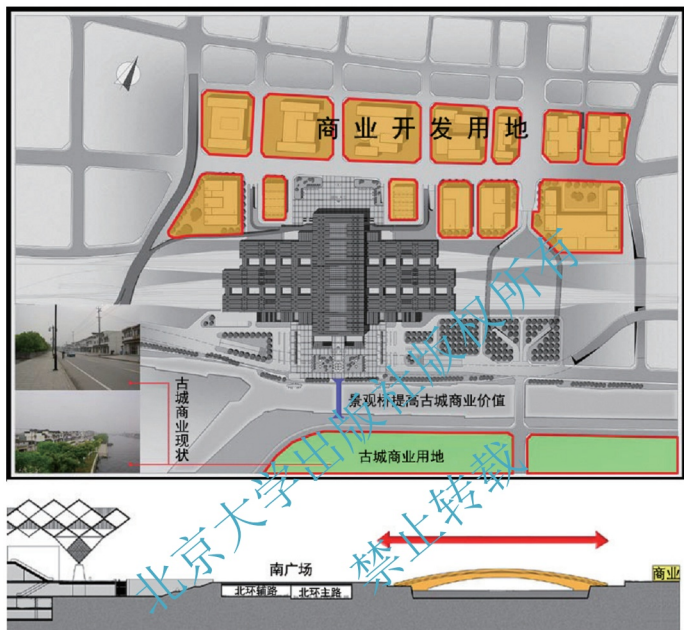 商业开发用地
景观桥提高古城商业价值
古城商业现状
古城商业用地
南广场
北环辅路
北环主路
商业
北京大学出版社版权所有
禁止转载